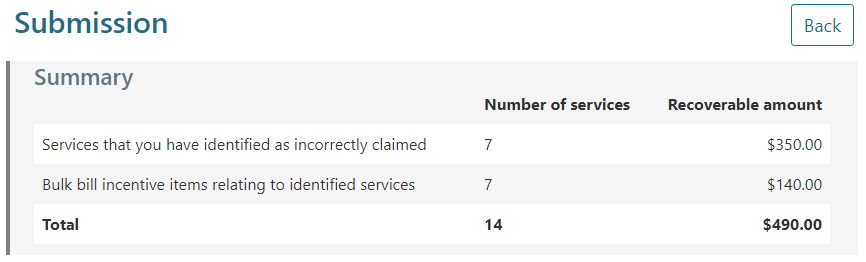 Submission
Back
Summary
Number of services Recoverable amount
Services that you have identified as incorrectly claimed 7 $350.00
Bulk bill incentive items relating to identified services 7 $140.00
Total 14 $490.00